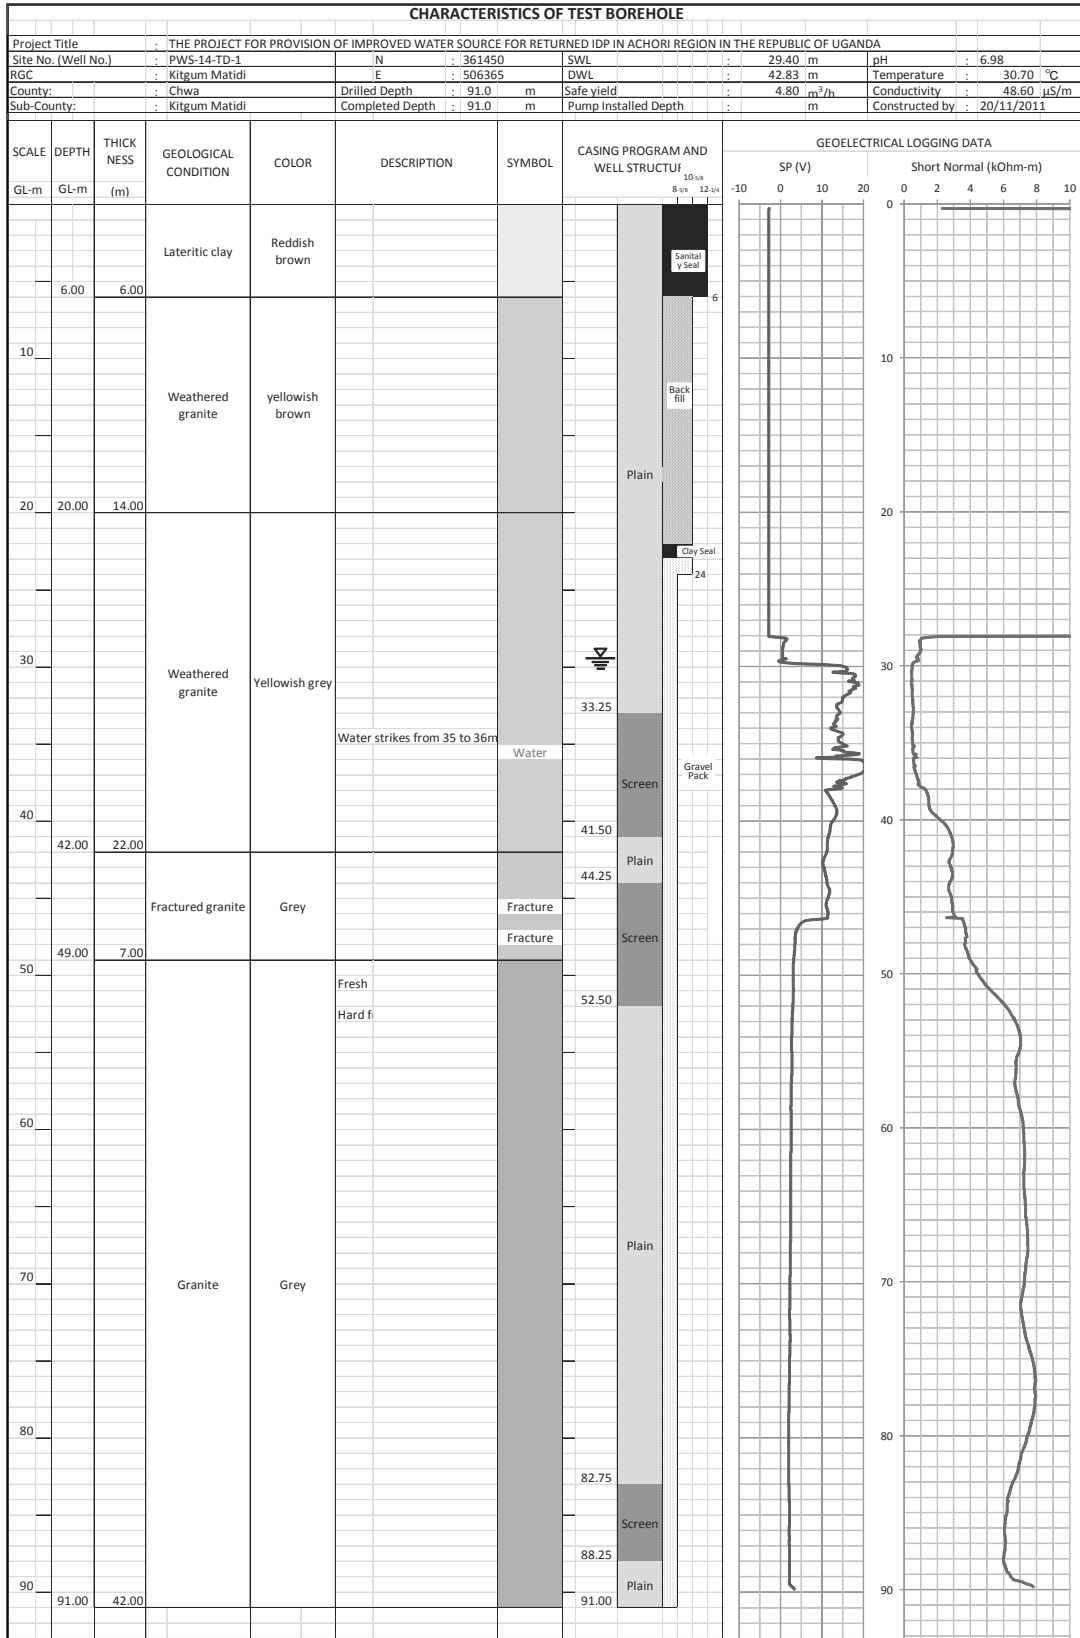 CHARACTERISTICS OF TEST BOREHOLE
Project Title : THE PROJECT FOR PROVISION OF IMPROVED WATER SOURCE FOR RETURNED IDP IN ACHORI REGION IN THE REPUBLIC OF UGANDA
Site No. (Well No.) : PWS-14-TD-1 N : 361450 SWL : 29.40 m pH : 6.98
RGC : Kitgum Matidi E : 506365 DWL : 42.83 m Temperature : 30.70 ℃
County: : Chwa Drilled Depth : 91.0 m Safe yield : 4.80 m³/h Conductivity : 48.60 µS/m
Sub-County: : Kitgum Matidi Completed Depth : 91.0 m Pump Installed Depth : m Constructed by : 20/11/2011
SCALE DEPTH THICK NESS GEOLOGICAL CONDITION COLOR DESCRIPTION SYMBOL CASING PROGRAM AND WELL STRUCTUR GEOELECTRICAL LOGGING DATA
GL-m GL-m (m) 8-5/8 10-5/8 12-1/4
SP (V) Short Normal (kOhm-m)
-10 0 10 20 0 2 4 6 8 10
0
Lateritic clay
Reddish
brown
Sanital
y Seal
6.00 6.00
6
10
10
Weathered
granite
yellowish
brown
Back
fill
Plain
20 20.00 14.00
20
Clay Seal
24
30
30
Weathered
granite
Yellowish grey
33.25
Water strikes from 35 to 36m
Water
Gravel
Pack
Screen
40
40
41.50
42.00 22.00
Plain
44.25
Fractured granite Grey Fracture
Fracture
Screen
49.00 7.00
50
50
Fresh
52.50
Hard f
60
60
Plain
70
70
Granite Grey
80
80
82.75
Screen
88.25
90
90
Plain
91.00 42.00 91.00